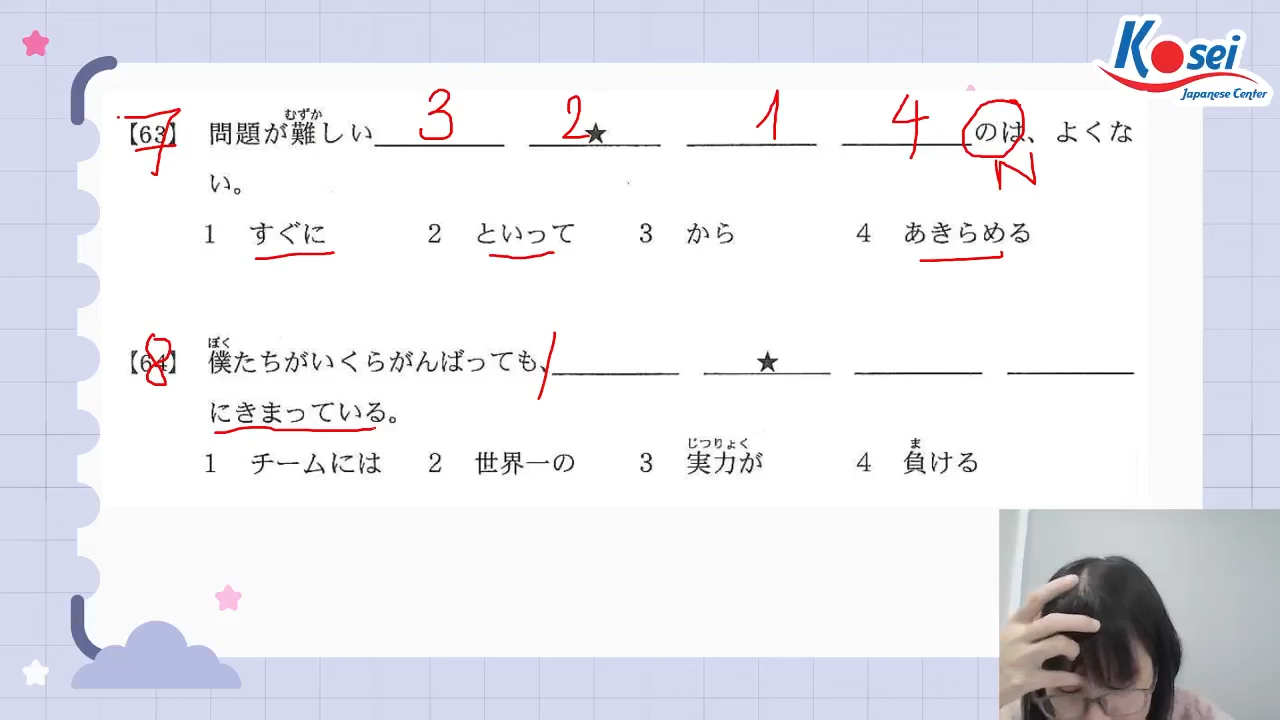 Kosei
Japanese Center
3 2 1 4
むずか
【63】 問題が難しい ★ のは、よくな
7
N
い。
1 すぐに 2 といって 3 から 4 あきらめる
ぼく
【64】 僕たちがいくらがんばっても、 ★
8
にきまっている。
じつりょく ま
1 チームには 2 世界一の 3 実力が 4 負ける